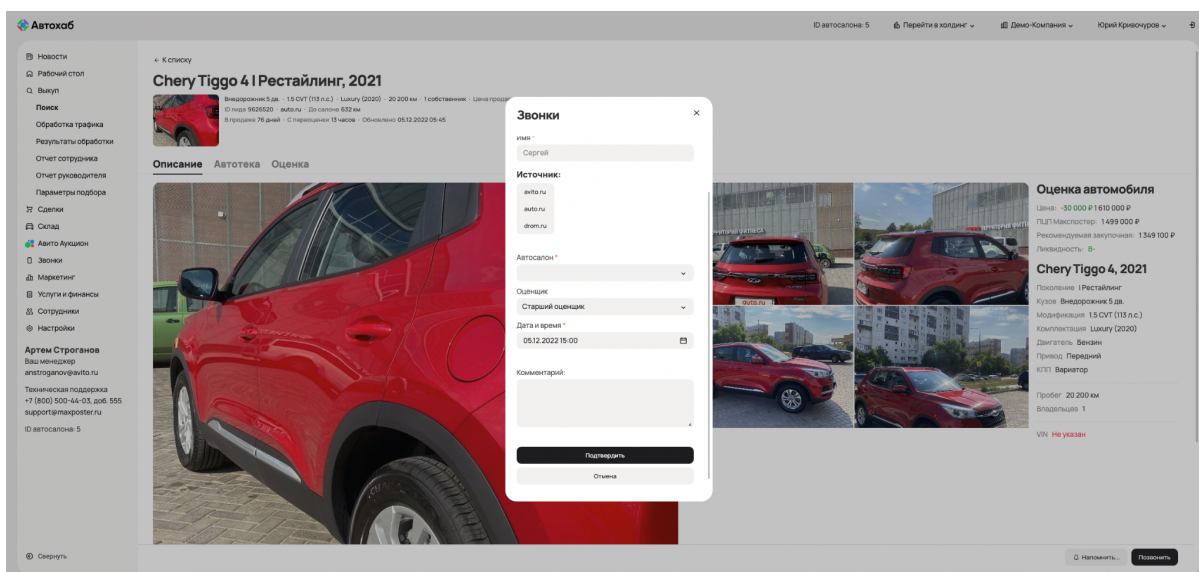 Автохаб
ID автосалона: 5
Перейти в холдинг
Демо-Компания
Юрий Кривочуров
Новости
Рабочий стол
Выкуп
Поиск
Обработка трафика
Результаты обработки
Отчет сотрудника
Отчет руководителя
Параметры подбора
Сделки
Склад
Авито Аукцион
Звонки
Маркетинг
Услуги и финансы
Сотрудники
Настройки
Артем Строганов
Ваш менеджер
anstroganov@avito.ru
Техническая поддержка
+7 (800) 500-44-03, доб. 555
support@maxposter.ru
ID автосалона: 5
Свернуть
← К списку
Chery Tiggo 4 I Рестайлинг, 2021
Внедорожник 5 дв. · 1.5 CVT (113 л.с.) · Luxury (2020) · 20 200 км · 1 собственник · Цена
ID лида 9626520 · auto.ru · До салона 632 км
В продаже 76 дней · С переоценки 13 часов · Обновлено 05.12.2022 05:45
Описание Автотека Оценка
Звонки
имя *
Сергей
Источник:
avito.ru
auto.ru
drom.ru
Автосалон *
Оценщик
Старший оценщик
Дата и время *
05.12.2022 15:00
Комментарий:
Подтвердить
Отмена
auto.ru
Оценка автомобиля
Цена: -30 000 ₽ 1 610 000 ₽
ПЦП Макспостер: 1 499 000 ₽
Рекомендуемая закупочная: 1 349 100 ₽
Ликвидность: B-
Chery Tiggo 4, 2021
Поколение I Рестайлинг
Кузов Внедорожник 5 дв.
Модификация 1.5 CVT (113 л.с.)
Комплектация Luxury (2020)
Двигатель Бензин
Привод Передний
КПП Вариатор
Пробег 20 200 км
Владельцев 1
VIN Не указан
Напомнить...
Позвонить